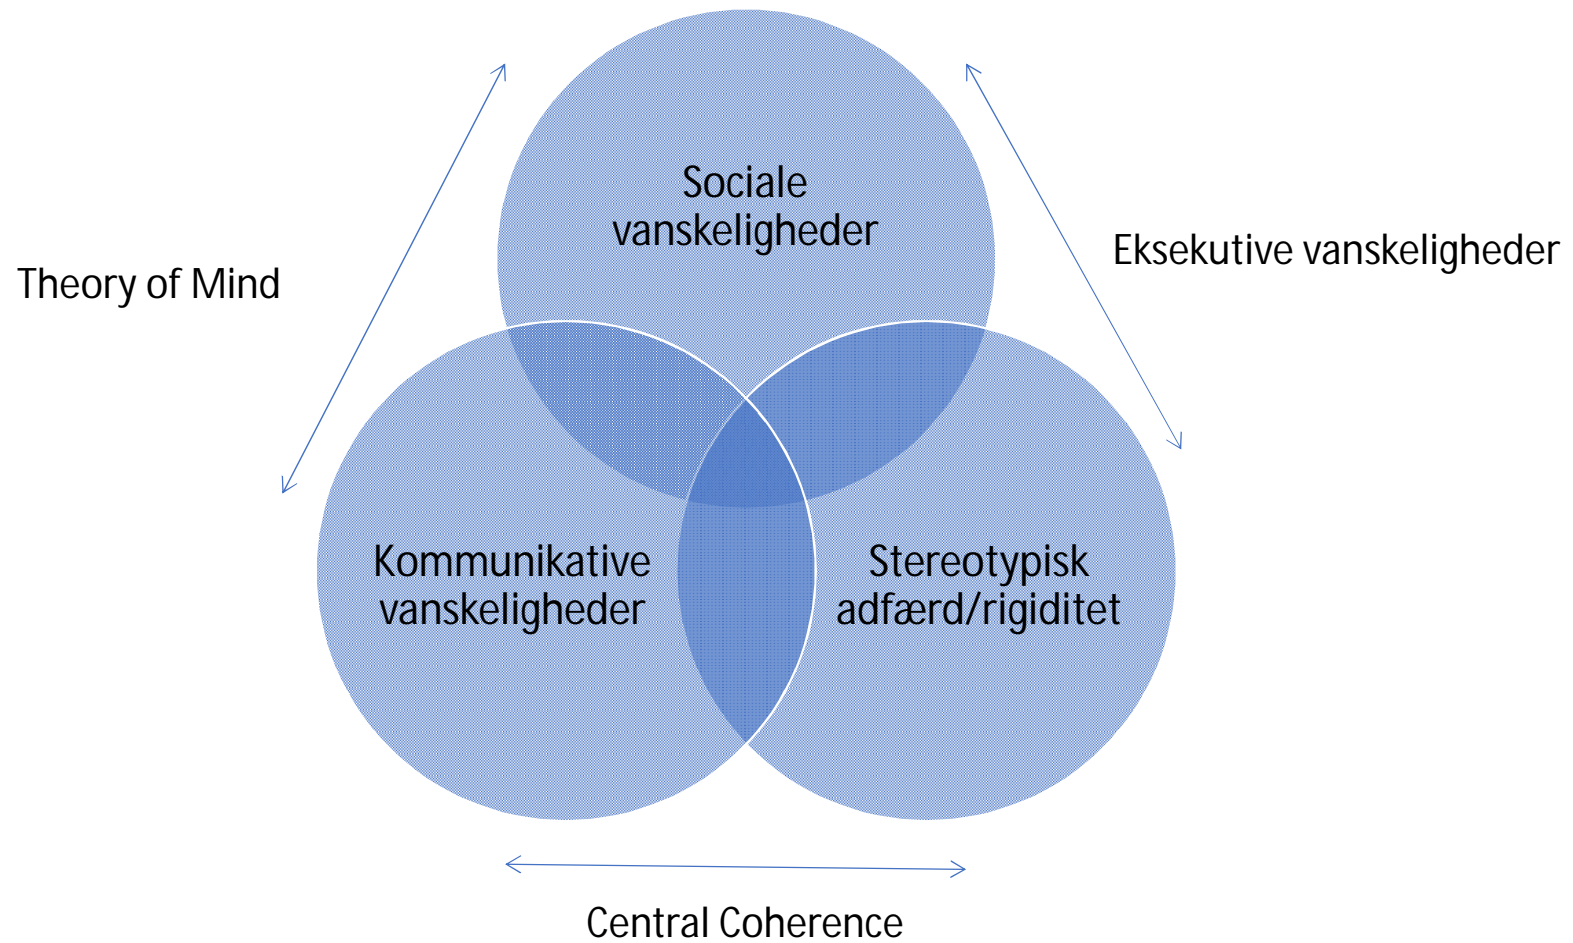 Sociale
vanskeligheder
Eksekutive vanskeligheder
Theory of Mind
Kommunikative
vanskeligheder
Stereotypisk
adfærd/rigiditet
Central Coherence